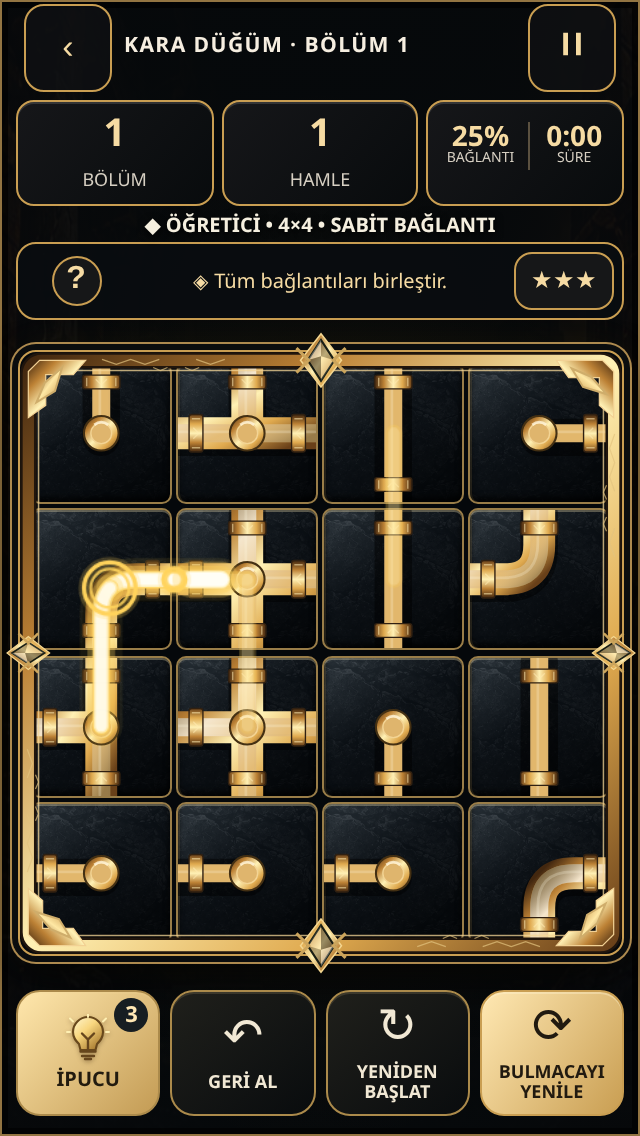 KARA DÜĞÜM · BÖLÜM 1
1
BÖLÜM
1
HAMLE
25%
BAĞLANTI
0:00
SÜRE
◆ ÖĞRETİCİ • 4×4 • SABİT BAĞLANTI
?
◈ Tüm bağlantıları birleştir.
★★★
3
İPUCU
GERİ AL
YENİDEN
BAŞLAT
BULMACAYI
YENİLE